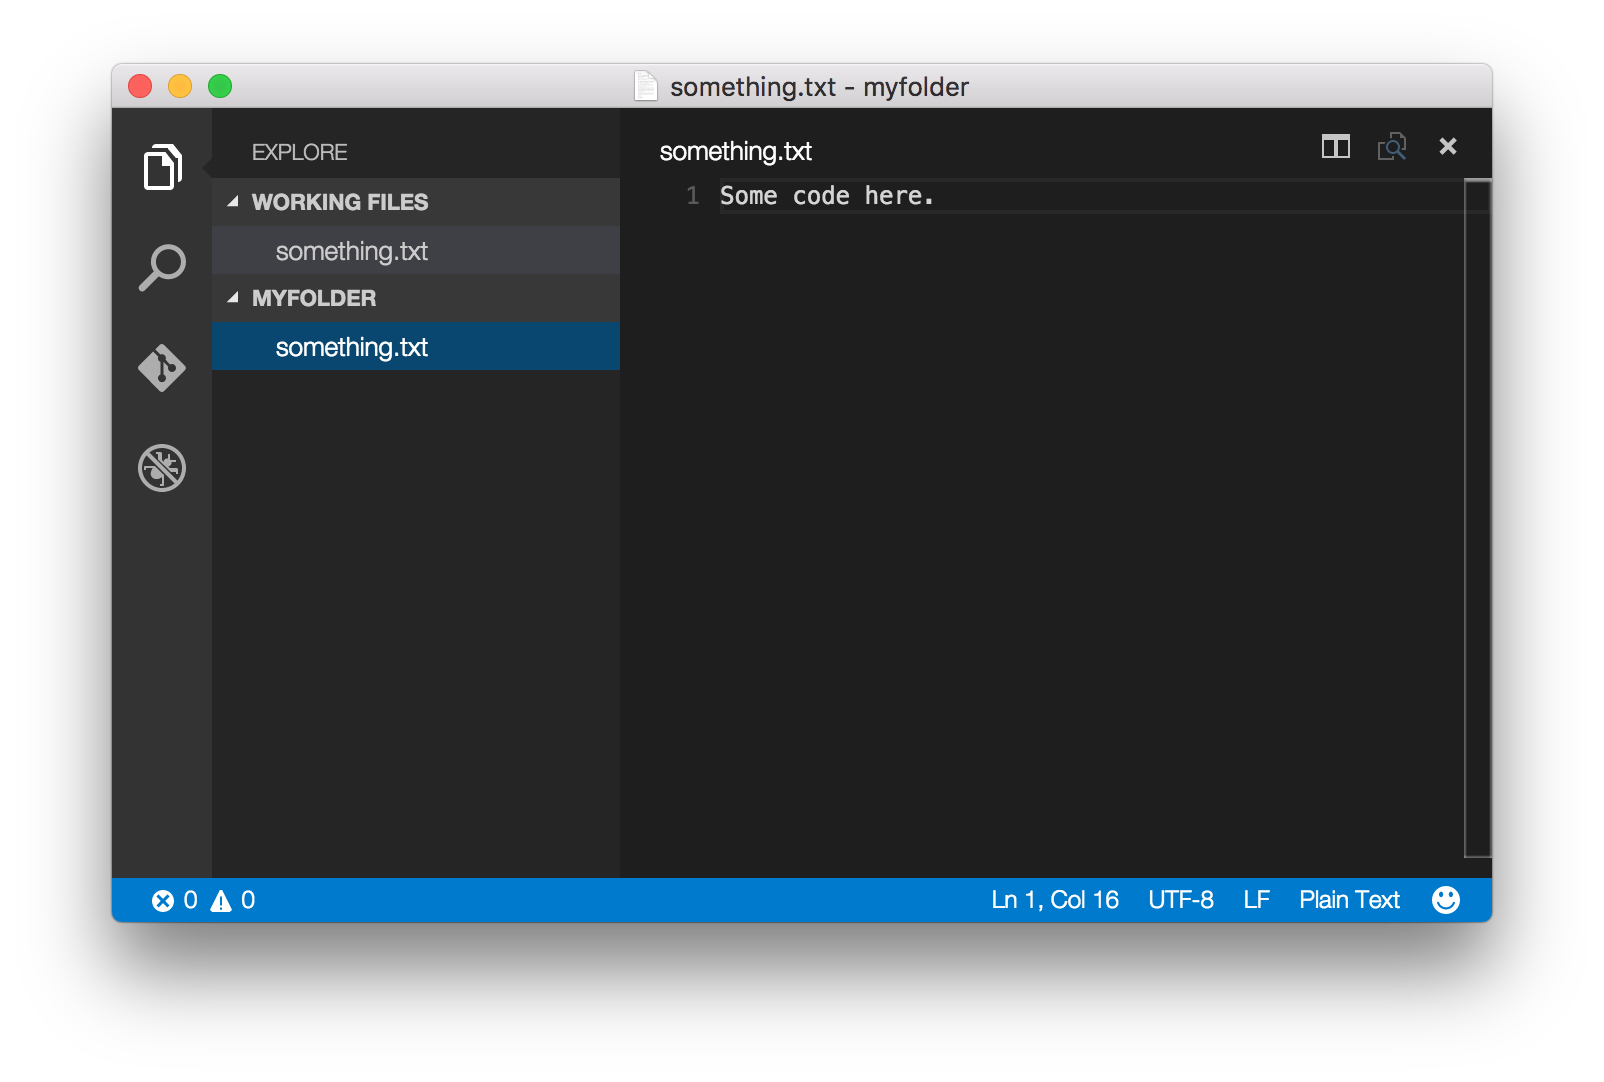 something.txt - myfolder
EXPLORE
WORKING FILES
something.txt
MYFOLDER
something.txt
something.txt
1 Some code here.
0 0
Ln 1, Col 16 UTF-8 LF Plain Text